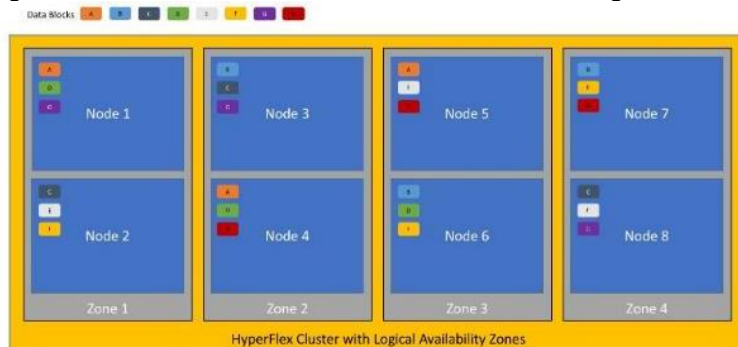 Data Blocks A B C D E F G
A
D
G
Node 1
B
C
G
Node 3
A
E
Node 5
B
F
Node 7
C
E
F
Node 2
A
D
Node 4
B
D
F
Node 6
C
E
G
Node 8
Zone 1
Zone 2
Zone 3
Zone 4
HyperFlex Cluster with Logical Availability Zones